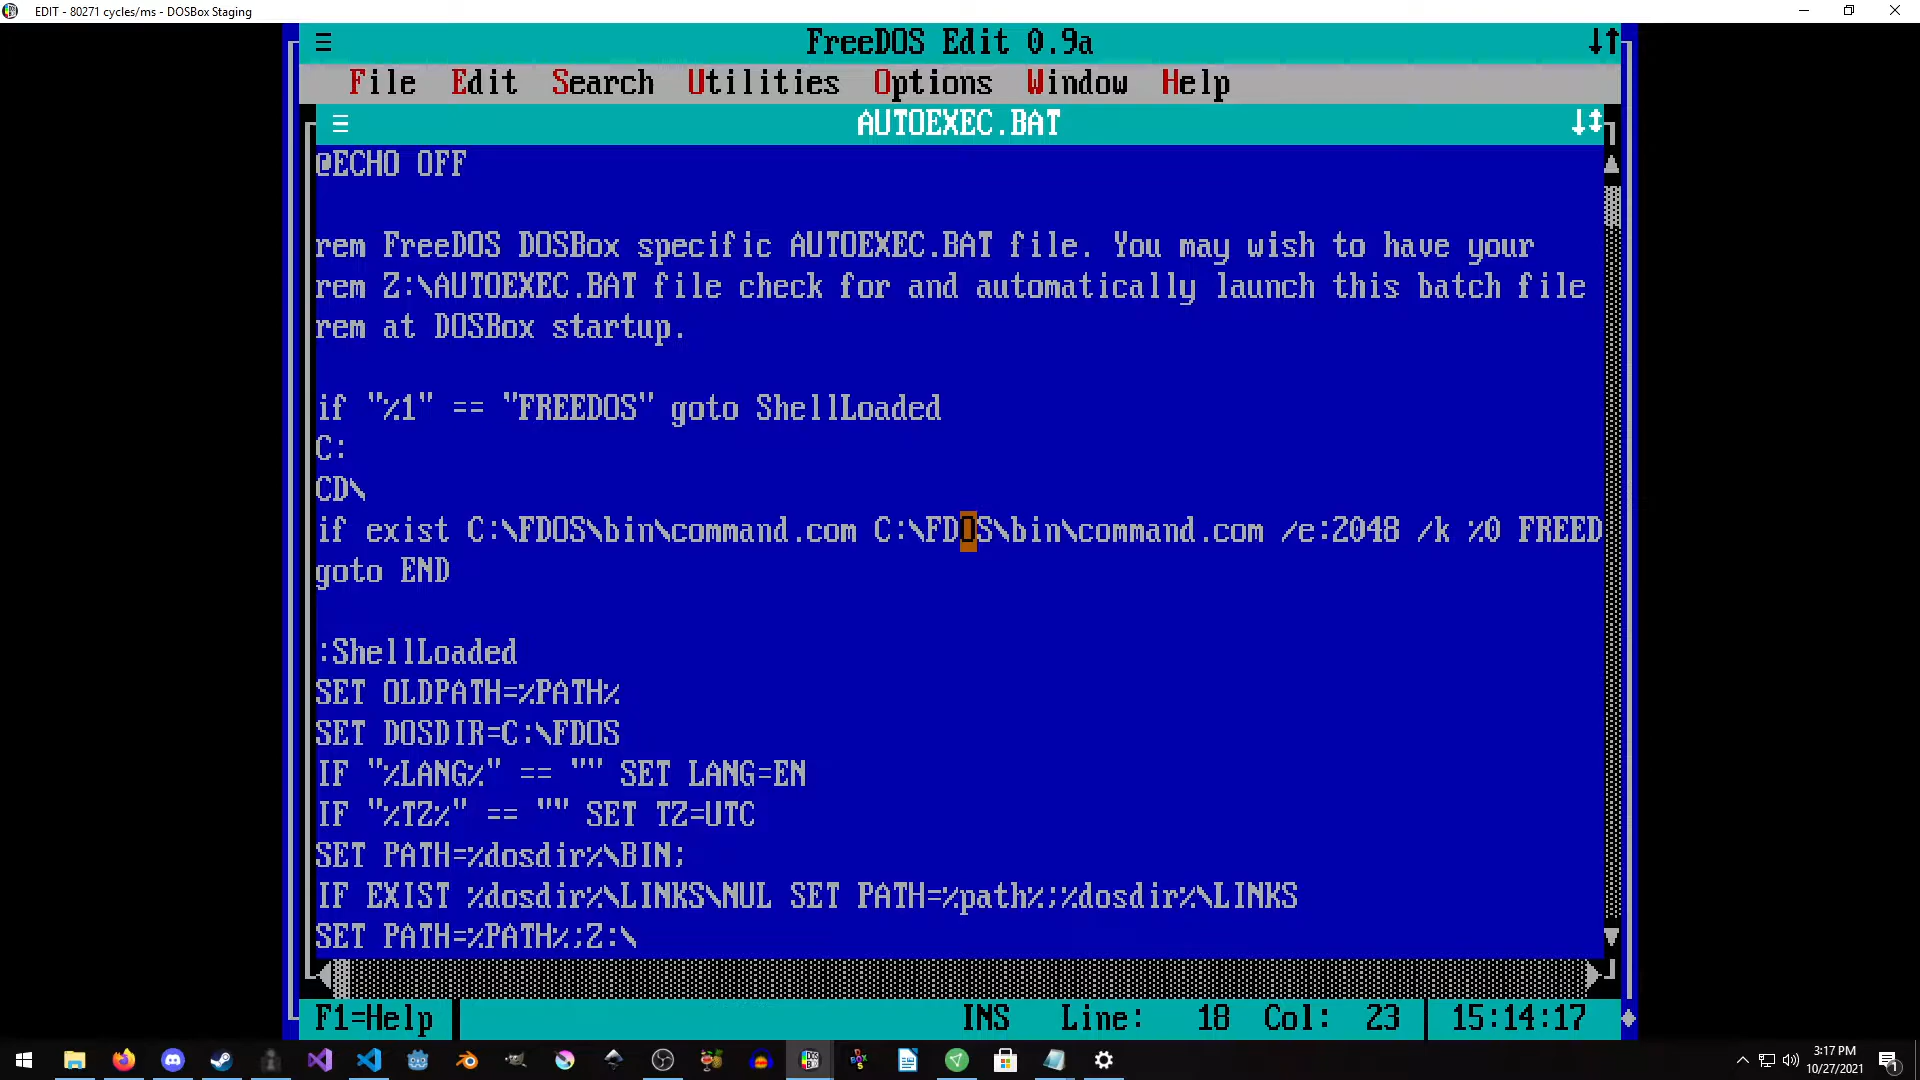 EDIT - 80271 cycles/ms - DOSBox Staging
FreeDOS Edit 0.9a
File Edit Search Utilities Options Window Help
AUTOEXEC.BAT
@ECHO OFF
rem FreeDOS DOSBox specific AUTOEXEC.BAT file. You may wish to have your
rem Z:\AUTOEXEC.BAT file check for and automatically launch this batch file
rem at DOSBox startup.
if "%1" == "FREEDOS" goto ShellLoaded
C:
CD\
if exist C:\FDOS\bin\command.com C:\FDOS\bin\command.com /e:2048 /k %0 FREED
goto END
:ShellLoaded
SET OLDPATH=%PATH%
SET DOSDIR=C:\FDOS
IF "%LANG%" == "" SET LANG=EN
IF "%TZ%" == "" SET TZ=UTC
SET PATH=%dosdir%\BIN;
IF EXIST %dosdir%\LINKS\NUL SET PATH=%path%;%dosdir%\LINKS
SET PATH=%PATH%;Z:\
F1=Help INS Line: 18 Col: 23 15:14:17
3:17 PM
10/27/2021